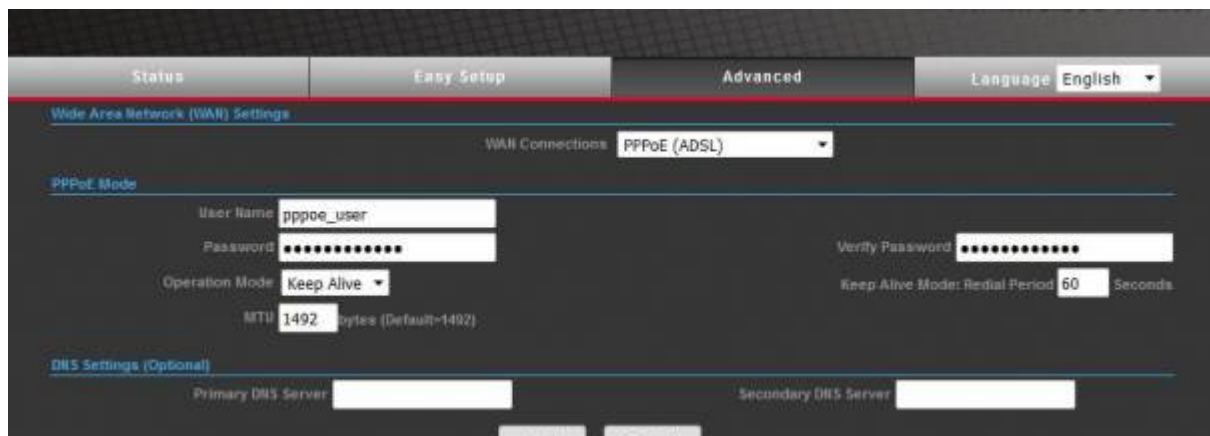 Status Easy Setup Advanced Language English
Wide Area Network (WAN) Settings
WAN Connections PPPoE (ADSL)
PPPoE Mode
User Name pppoe_user
Password ●●●●●●●●●●●● Verify Password ●●●●●●●●●●●●
Operation Mode Keep Alive Keep Alive Mode: Redial Period 60 Seconds
MTU 1492 bytes (Default=1492)
DNS Settings (Optional)
Primary DNS Server Secondary DNS Server